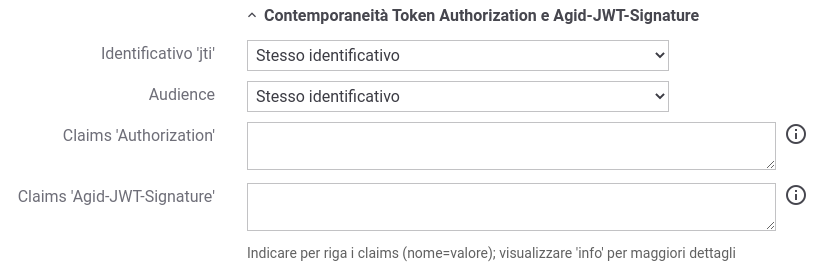 Contemporaneità Token Authorization e Agid-JWT-Signature
Identificativo 'jti'
Stesso identificativo
Audience
Stesso identificativo
Claims 'Authorization'
Claims 'Agid-JWT-Signature'
Indicare per riga i claims (nome=valore); visualizzare 'info' per maggiori dettagli